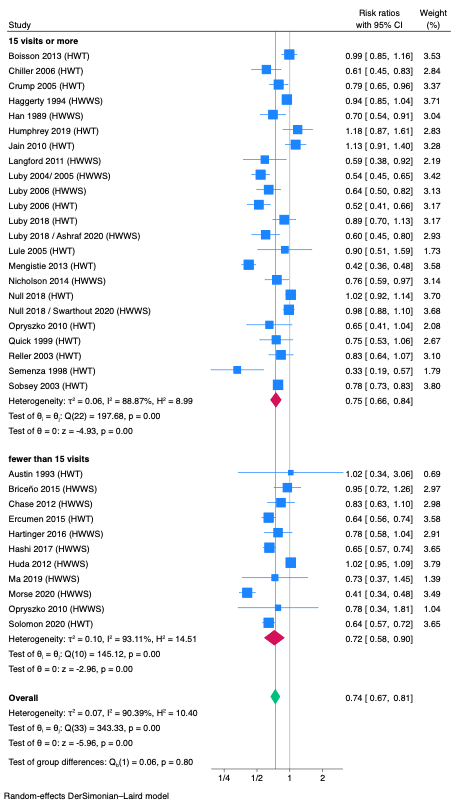 Risk ratios Weight
Study with 95% CI (%)
15 visits or more
Boisson 2013 (HWT) 0.99 [ 0.85, 1.16] 3.53
Chiller 2006 (HWT) 0.61 [ 0.45, 0.83] 2.84
Crump 2005 (HWT) 0.79 [ 0.65, 0.96] 3.37
Haggerty 1994 (HWWS) 0.94 [ 0.85, 1.04] 3.71
Han 1989 (HWWS) 0.70 [ 0.54, 0.91] 3.04
Humphrey 2019 (HWT) 1.18 [ 0.87, 1.61] 2.83
Jain 2010 (HWT) 1.13 [ 0.91, 1.40] 3.28
Langford 2011 (HWWS) 0.59 [ 0.38, 0.92] 2.19
Luby 2004/ 2005 (HWWS) 0.54 [ 0.45, 0.65] 3.42
Luby 2006 (HWWS) 0.64 [ 0.50, 0.82] 3.13
Luby 2006 (HWT) 0.52 [ 0.41, 0.66] 3.17
Luby 2018 (HWT) 0.89 [ 0.70, 1.13] 3.17
Luby 2018 / Ashraf 2020 (HWWS) 0.60 [ 0.45, 0.80] 2.93
Lule 2005 (HWT) 0.90 [ 0.51, 1.59] 1.73
Mengistie 2013 (HWT) 0.42 [ 0.36, 0.48] 3.58
Nicholson 2014 (HWWS) 0.76 [ 0.59, 0.97] 3.14
Null 2018 (HWT) 1.02 [ 0.92, 1.14] 3.70
Null 2018 / Swarthout 2020 (HWWS) 0.98 [ 0.88, 1.10] 3.68
Opryszko 2010 (HWT) 0.65 [ 0.41, 1.04] 2.08
Quick 1999 (HWT) 0.75 [ 0.53, 1.06] 2.67
Reller 2003 (HWT) 0.83 [ 0.64, 1.07] 3.10
Semenza 1998 (HWT) 0.33 [ 0.19, 0.57] 1.79
Sobsey 2003 (HWT) 0.78 [ 0.73, 0.83] 3.80
Heterogeneity: τ² = 0.06, I² = 88.87%, H² = 8.99 0.75 [ 0.66, 0.84]
Test of θᵢ = θⱼ: Q(22) = 197.68, p = 0.00
Test of θ = 0: z = -4.93, p = 0.00
fewer than 15 visits
Austin 1993 (HWT) 1.02 [ 0.34, 3.06] 0.69
Briceño 2015 (HWWS) 0.95 [ 0.72, 1.26] 2.97
Chase 2012 (HWWS) 0.83 [ 0.63, 1.10] 2.98
Ercumen 2015 (HWT) 0.64 [ 0.56, 0.74] 3.58
Hartinger 2016 (HWWS) 0.78 [ 0.58, 1.04] 2.91
Hashi 2017 (HWWS) 0.65 [ 0.57, 0.74] 3.65
Huda 2012 (HWWS) 1.02 [ 0.95, 1.09] 3.79
Ma 2019 (HWWS) 0.73 [ 0.37, 1.45] 1.39
Morse 2020 (HWWS) 0.41 [ 0.34, 0.48] 3.49
Opryszko 2010 (HWWS) 0.78 [ 0.34, 1.81] 1.04
Solomon 2020 (HWT) 0.64 [ 0.57, 0.72] 3.65
Heterogeneity: τ² = 0.10, I² = 93.11%, H² = 14.51 0.72 [ 0.58, 0.90]
Test of θᵢ = θⱼ: Q(10) = 145.12, p = 0.00
Test of θ = 0: z = -2.96, p = 0.00
Overall 0.74 [ 0.67, 0.81]
Heterogeneity: τ² = 0.07, I² = 90.39%, H² = 10.40
Test of θᵢ = θⱼ: Q(33) = 343.33, p = 0.00
Test of θ = 0: z = -5.96, p = 0.00
Test of group differences: Q_b(1) = 0.06, p = 0.80
1/4 1/2 1 2
Random-effects DerSimonian–Laird model